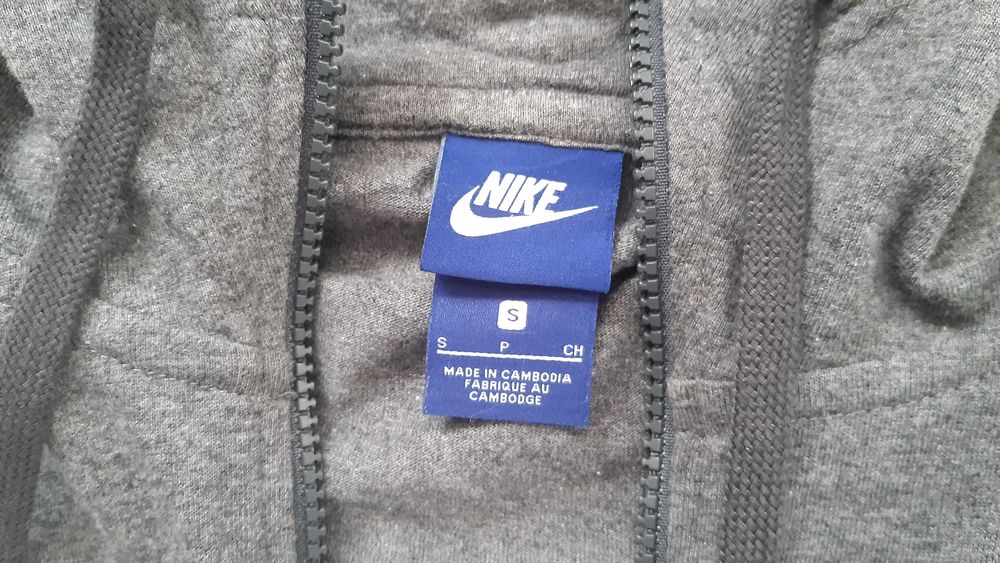 NIKE
S
S P CH
MADE IN CAMBODIA
FABRIQUE AU
CAMBODGE